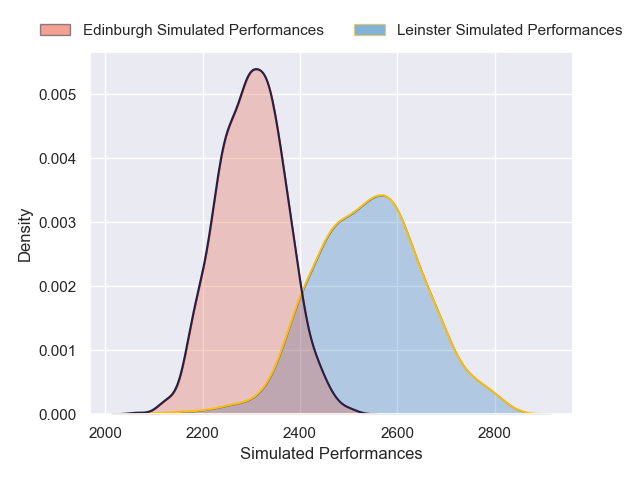 Edinburgh Simulated Performances
Leinster Simulated Performances
0.005
0.004
0.003
0.002
0.001
0.000
Density
2000
2200
2400
2600
2800
Simulated Performances